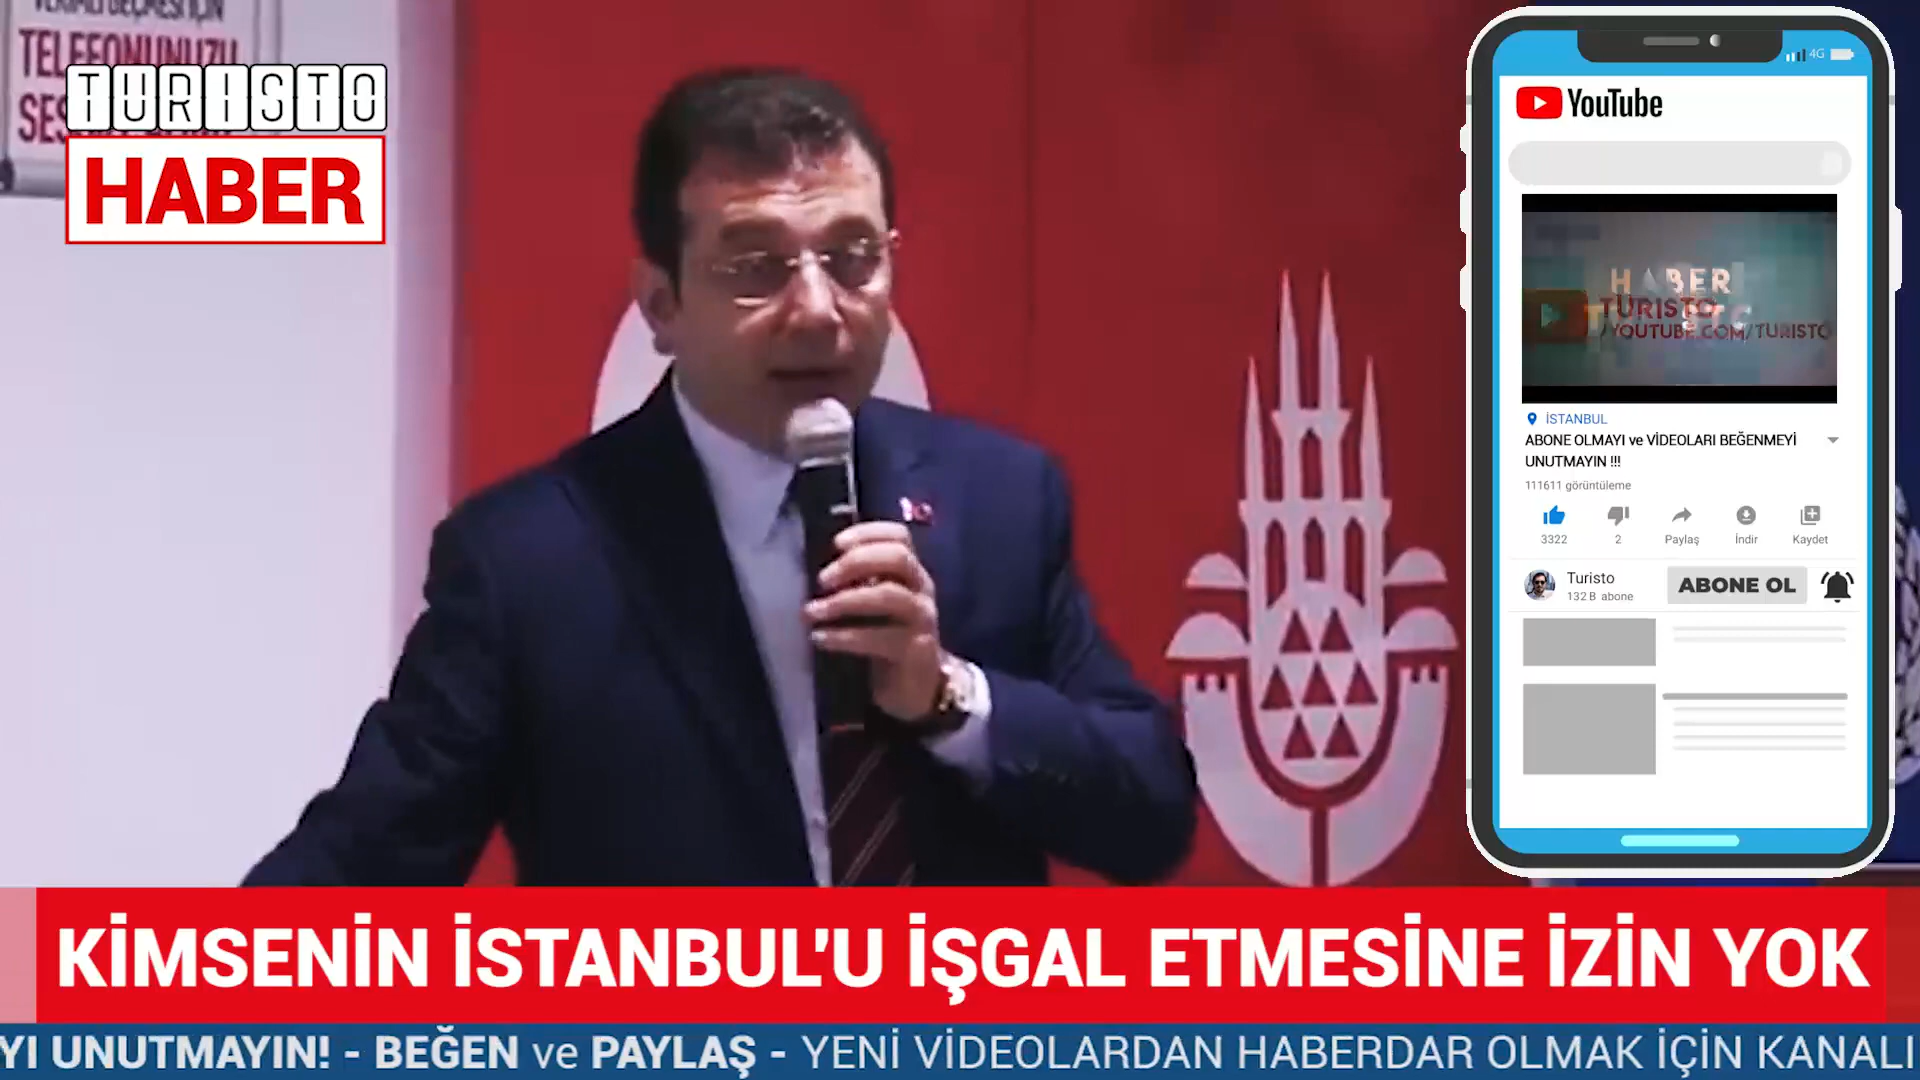 TELEFONUNUZU
TURISTO
HABER
4G
YouTube
HABER
TURISTO
/YOUTUBE.COM/TURISTO
İSTANBUL
ABONE OLMAYI ve VİDEOLARI BEĞENMEYİ
UNUTMAYIN !!!
111611 görüntüleme
3322
2
Paylaş
İndir
Kaydet
Turisto
132 B abone
ABONE OL
KİMSENİN İSTANBUL'U İŞGAL ETMESİNE İZİN YOK
YI UNUTMAYIN! - BEĞEN ve PAYLAŞ - YENİ VİDEOLARDAN HABERDAR OLMAK İÇİN KANALI